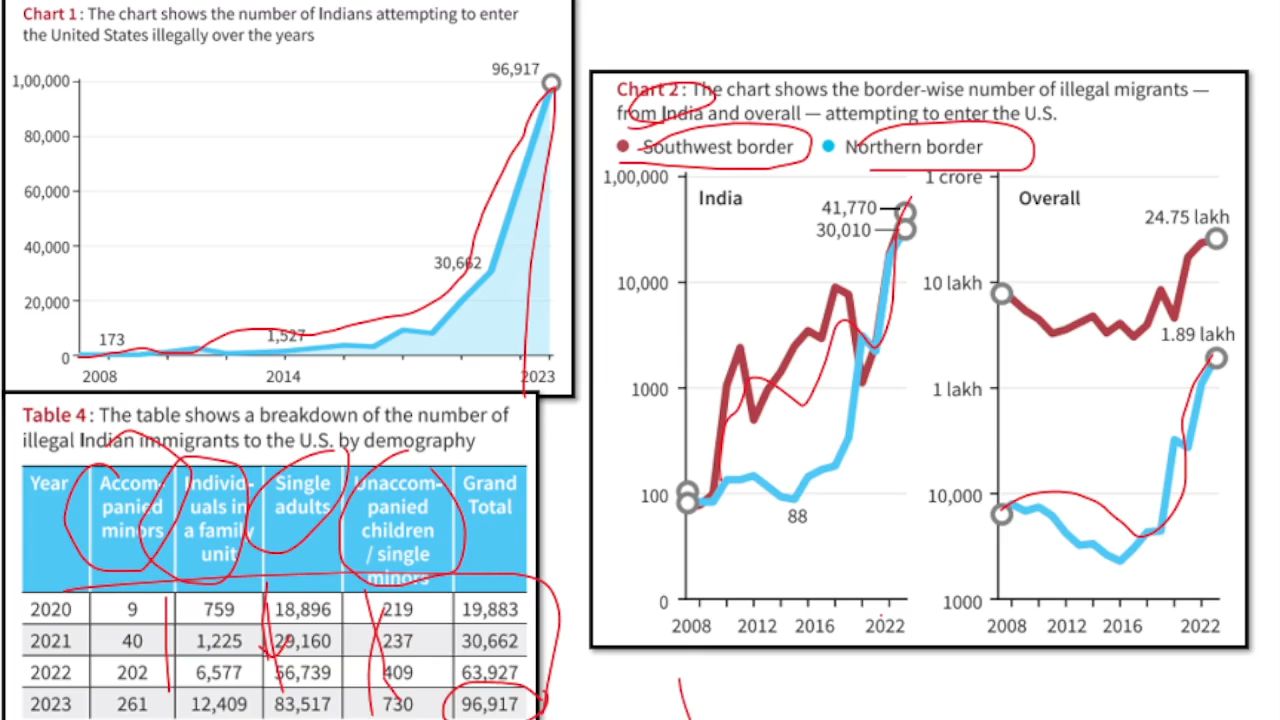 Chart 1: The chart shows the number of Indians attempting to enter
the United States illegally over the years
96,917
1,00,000
80,000
60,000
40,000
30,662
20,000
173
1,527
0
2008
2014
2023
Table 4: The table shows a breakdown of the number of
illegal Indian immigrants to the U.S. by demography
Year Accom- Individ- Single Unaccom- Grand
panied uals in adults panied Total
minors a family children
unit / single
minors
2020 9 759 18,896 219 19,883
2021 40 1,225 29,160 237 30,662
2022 202 6,577 56,739 409 63,927
2023 261 12,409 83,517 730 96,917
Chart 2: The chart shows the border-wise number of illegal migrants —
from India and overall — attempting to enter the U.S.
Southwest border Northern border
1,00,000
India
41,770
30,010
10,000
1000
100
88
0
2008 2012 2016 2022
1 crore
Overall
24.75 lakh
10 lakh
1.89 lakh
1 lakh
10,000
1000
2008 2012 2016 2022